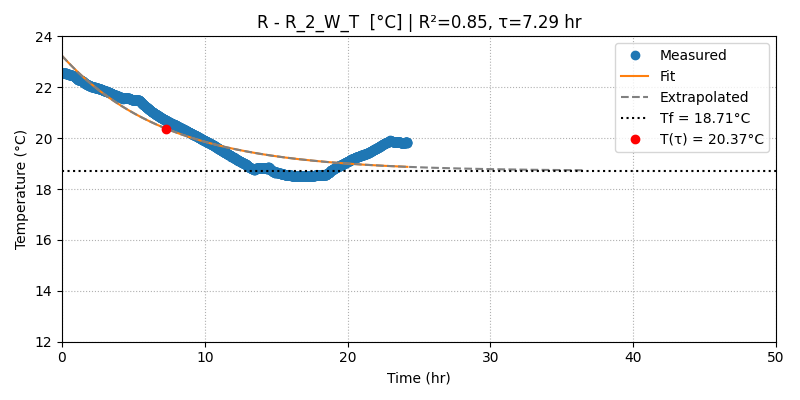 R - R_2_W_T  [°C] | R²=0.85, τ=7.29 hr
Temperature (°C)
24
22
20
18
16
14
12
Measured
Fit
Extrapolated
Tf = 18.71°C
T(τ) = 20.37°C
0
10
20
30
40
50
Time (hr)